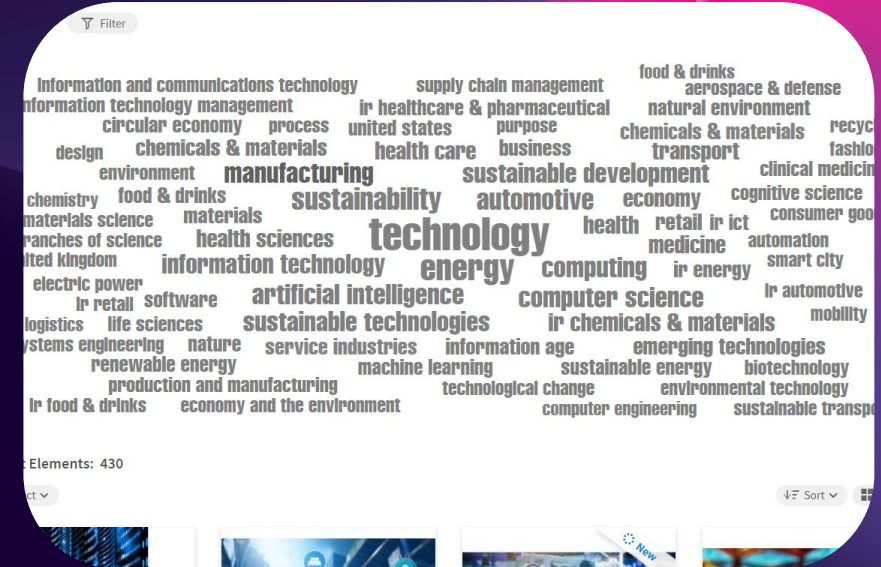 Filter
food & drinks
information and communications technology supply chain management aerospace & defense
nformation technology management ir healthcare & pharmaceutical natural environment
circular economy process united states purpose chemicals & materials recyc
design chemicals & materials health care business transport fashio
environment manufacturing sustainable development clinical medicin
chemistry food & drinks sustainability automotive economy cognitive science
materials science materials technology health retail ir ict consumer goo
ranches of science health sciences medicine automation
ited kingdom information technology energy computing ir energy smart city
electric power
ir retail software artificial intelligence computer science ir automotive
logistics life sciences sustainable technologies ir chemicals & materials mobility
ystems engineering nature service industries information age emerging technologies
renewable energy machine learning sustainable energy biotechnology
production and manufacturing technological change environmental technology
ir food & drinks economy and the environment computer engineering sustainable transpo
Elements: 430
ct Sort
New